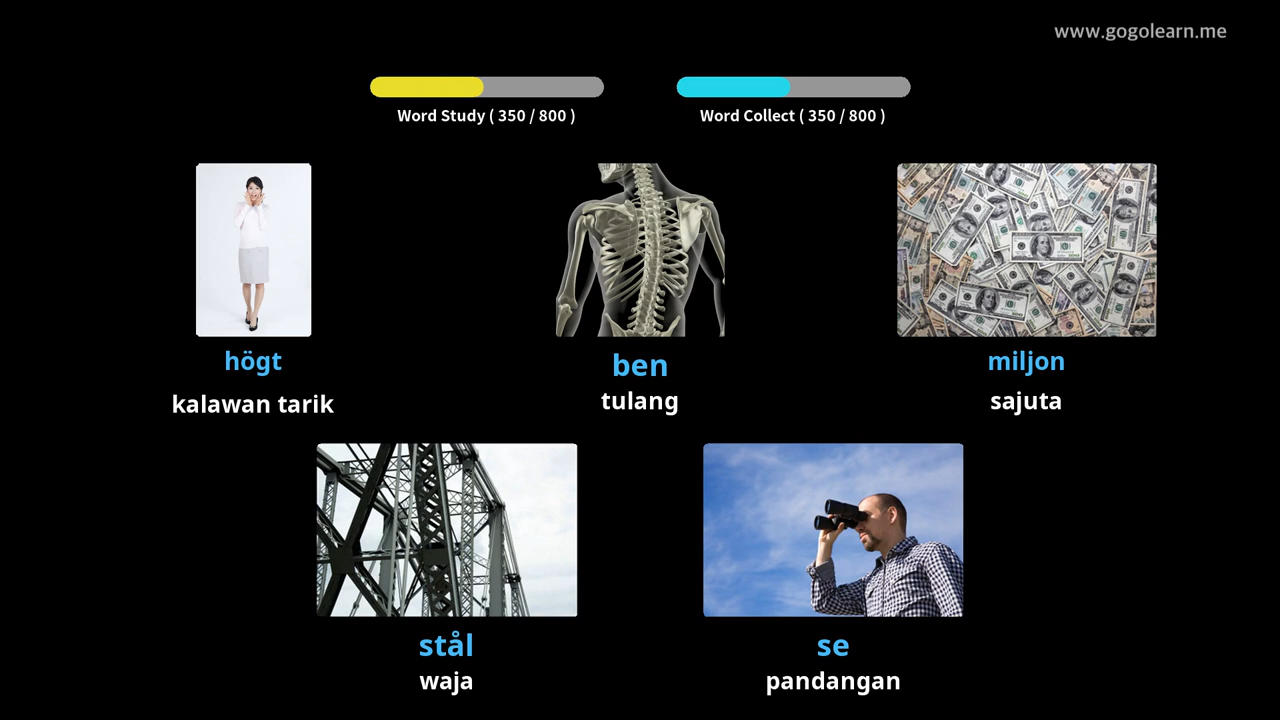 www.gogolearn.me
Word Study ( 350 / 800 )
Word Collect ( 350 / 800 )
högt
kalawan tarik
ben
tulang
miljon
sajuta
stål
waja
se
pandangan